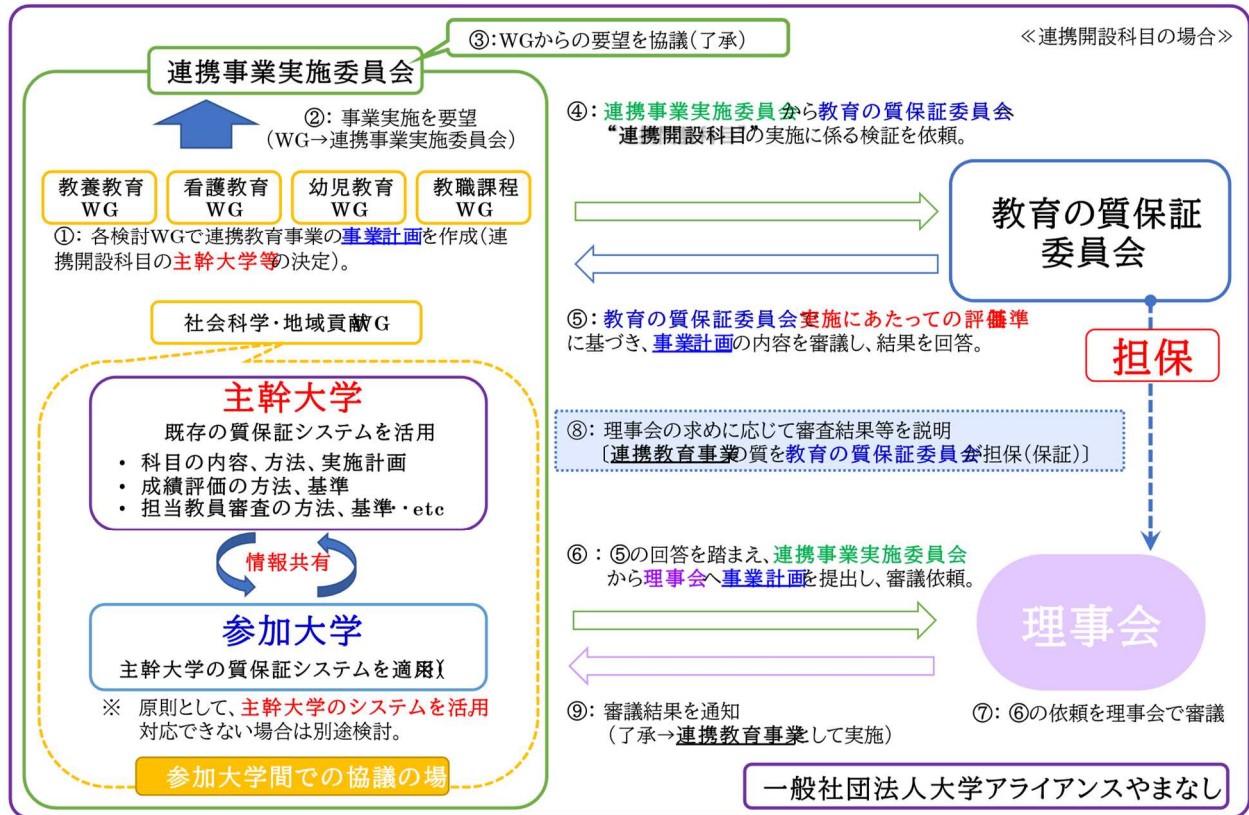 ③：WGからの要望を協議（了承）
≪連携開設科目の場合≫
連携事業実施委員会
②：事業実施を要望
（WG→連携事業実施委員会）
教養教育
WG
看護教育
WG
幼児教育
WG
教職課程
WG
①：各検討WGで連携教育事業の事業計画を作成（連
携開設科目の主幹大学等の決定）。
社会科学・地域貢献WG
主幹大学
既存の質保証システムを活用
・ 科目の内容、方法、実施計画
・ 成績評価の方法、基準
・ 担当教員審査の方法、基準・・etc
情報共有
参加大学
主幹大学の質保証システムを適用（
※ 原則として、主幹大学のシステムを活用
対応できない場合は別途検討。
参加大学間での協議の場
④：連携事業実施委員会から教育の質保証委員会へ
“連携開設科目”の実施に係る検証を依頼。
教育の質保証
委員会
⑤：教育の質保証委員会で実施にあたっての評価基準
に基づき、事業計画の内容を審議し、結果を回答。
担保
⑧：理事会の求めに応じて審査結果等を説明
〔連携教育事業の質を教育の質保証委員会が担保（保証）〕
⑥：⑤の回答を踏まえ、連携事業実施委員会
から理事会へ事業計画を提出し、審議依頼。
理事会
⑨：審議結果を通知
（了承→連携教育事業として実施）
⑦：⑥の依頼を理事会で審議
一般社団法人大学アライアンスやまなし